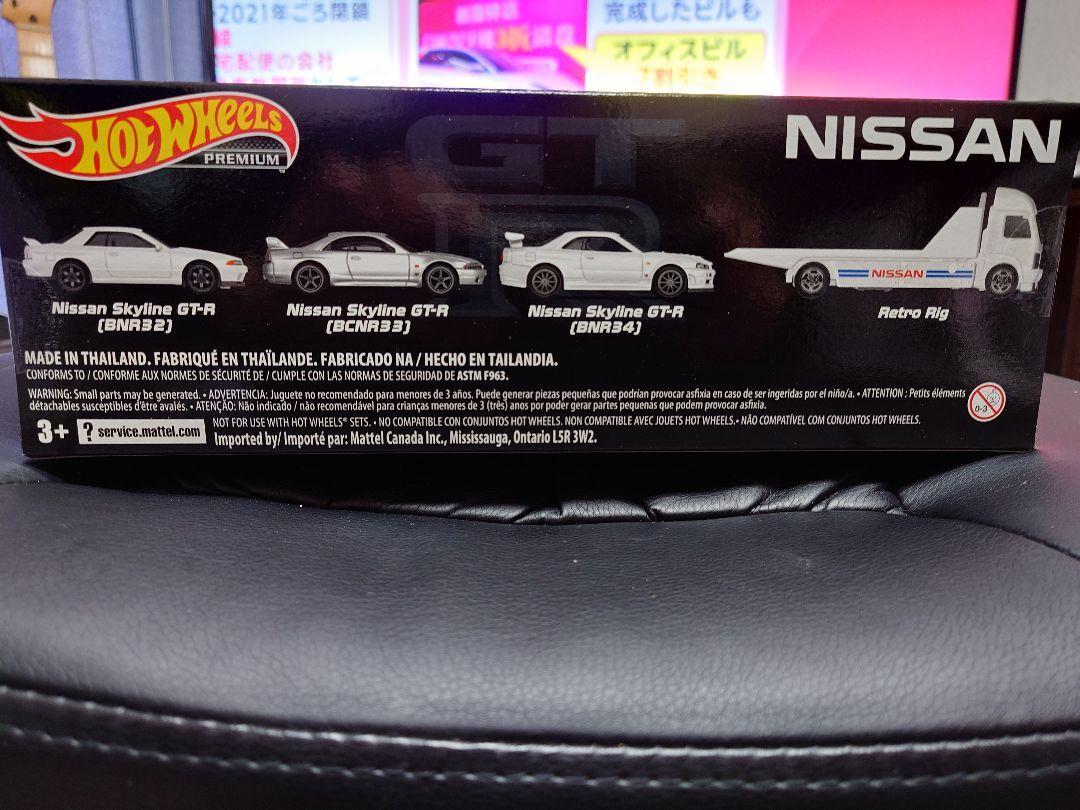 2021年ごろ閉鎖
宅配便の会社
完成したビルも
オフィスビル
7割引き
HOT WHEELS
PREMIUM
GT
R
NISSAN
NISSAN
Nissan Skyline GT-R
(BNR32)
Nissan Skyline GT-R
(BCNR33)
Nissan Skyline GT-R
(BNR34)
Retro Rig
MADE IN THAILAND. FABRIQUÉ EN THAÏLANDE. FABRICADO NA / HECHO EN TAILANDIA.
CONFORMS TO / CONFORME AUX NORMES DE SÉCURITÉ DE / CUMPLE CON LAS NORMAS DE SEGURIDAD DE ASTM F963.
WARNING: Small parts may be generated. • ADVERTENCIA: Juguete no recomendado para menores de 3 años. Puede generar piezas pequeñas que podrían provocar asfixia en caso de ser ingeridas por el niño/a. • ATTENTION : Petits éléments
détachables susceptibles d'être avalés. • ATENÇÃO: Não indicado / não recomendável para crianças menores de 3 (três) anos por poder gerar partes pequenas que podem provocar asfixia.
0-3
3+ ? service.mattel.com
NOT FOR USE WITH HOT WHEELS® SETS. • NO COMPATIBLE CON CONJUNTOS HOT WHEELS. NON COMPATIBLE AVEC JOUETS HOT WHEELS. • NÃO COMPATÍVEL COM CONJUNTOS HOT WHEELS.
Imported by/ Importé par: Mattel Canada Inc., Mississauga, Ontario L5R 3W2.